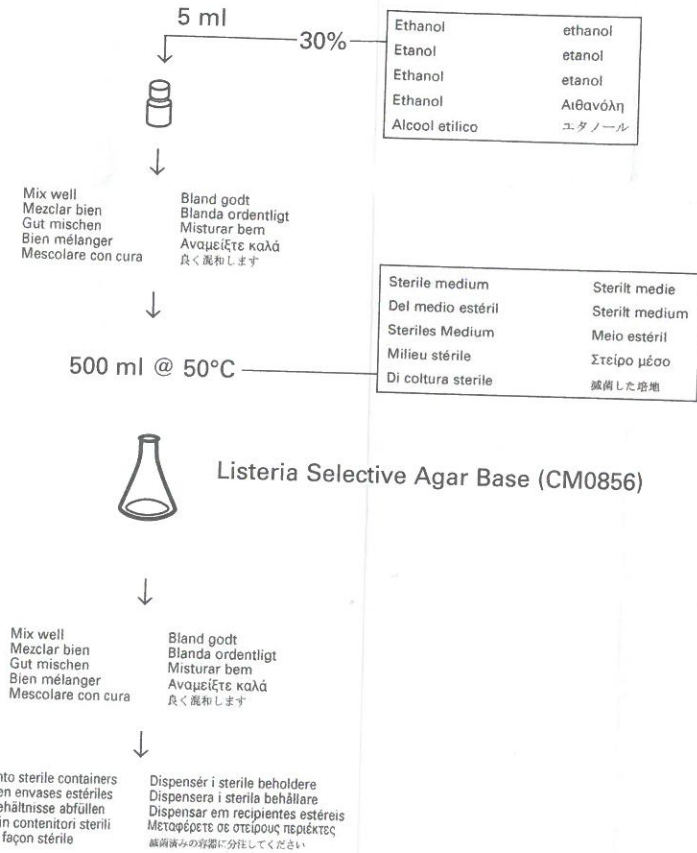 5 ml
30%
Ethanol
Etanol
Ethanol
Ethanol
Alcool etilico
ethanol
etanol
etanol
Αιθανόλη
エタノール
Mix well
Mezclar bien
Gut mischen
Bien mélanger
Mescolare con cura
Bland godt
Blanda ordentligt
Misturar bem
Αναμείξτε καλά
良く混和します
Sterile medium
Del medio estéril
Steriles Medium
Milieu stérile
Di coltura sterile
Sterilt medie
Sterilt medium
Meio estéril
Στείρο μέσο
滅菌した培地
500 ml @ 50°C
Listeria Selective Agar Base (CM0856)
Mix well
Mezclar bien
Gut mischen
Bien mélanger
Mescolare con cura
Bland godt
Blanda ordentligt
Misturar bem
Αναμείξτε καλά
良く混和します
nto sterile containers
en envases estériles
ehältnisse abfüllen
in contenitori sterili
façon stérile
Dispensér i sterile beholdere
Dispensera i sterila behållare
Dispensar em recipientes estéreis
Μεταφέρετε σε στείρους περιέκτες
滅菌済みの容器に分注してください